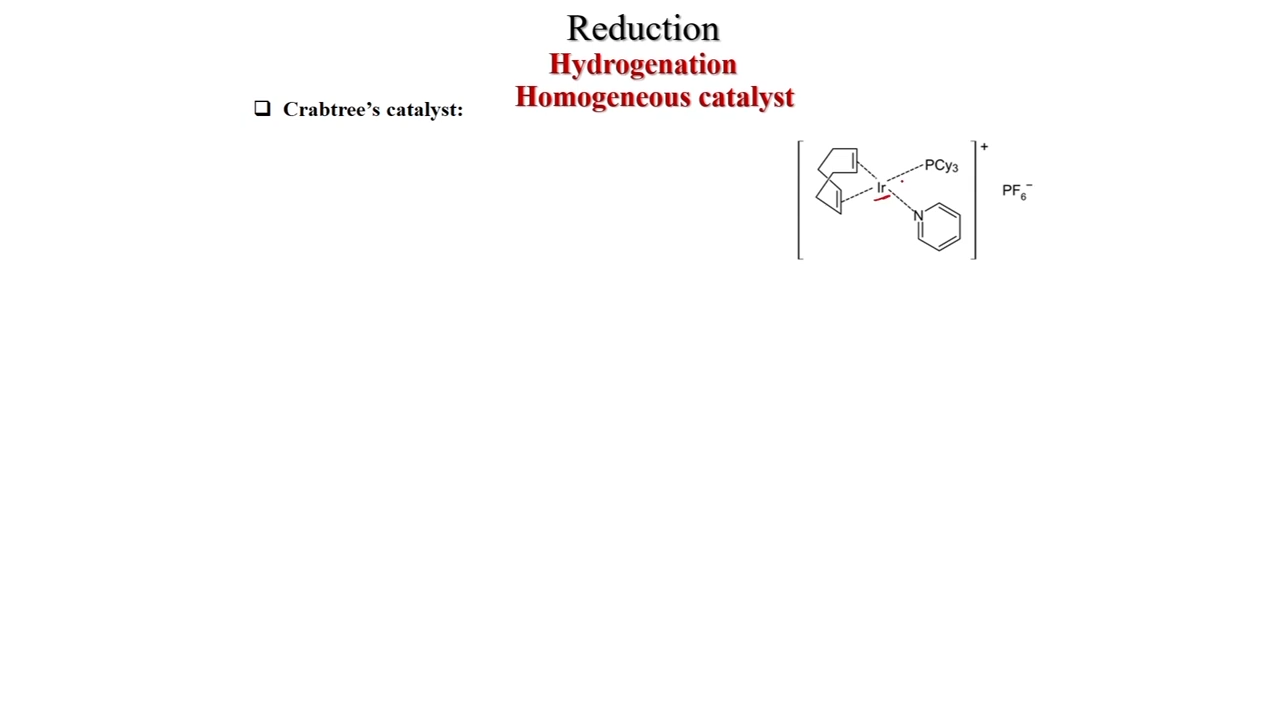 Reduction
Hydrogenation
Homogeneous catalyst
Crabtree's catalyst:
+
PCy3
Ir
PF6−
N